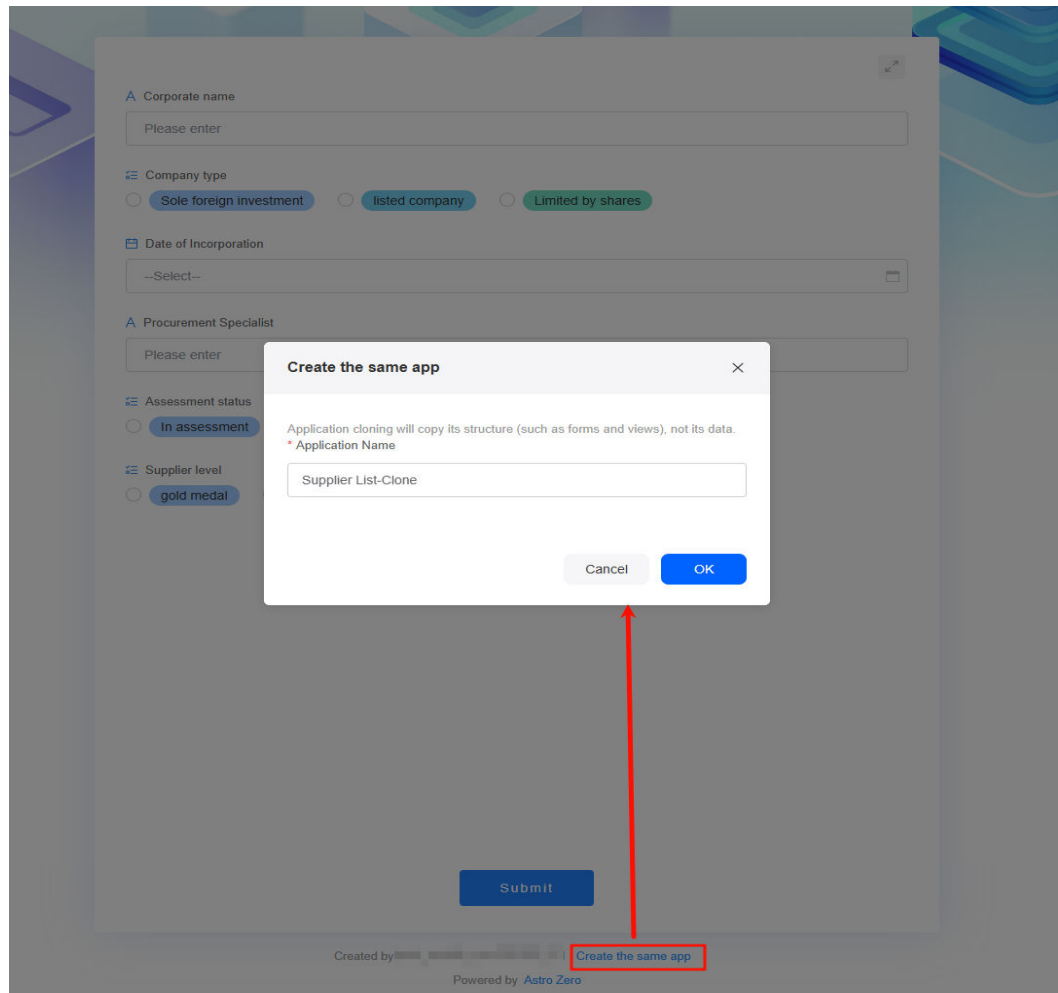 Corporate name
Please enter
Company type
Sole foreign investment listed company Limited by shares
Date of Incorporation
--Select--
Procurement Specialist
Please enter
Create the same app
Assessment status
In assessment
Application cloning will copy its structure (such as forms and views), not its data.
* Application Name
Supplier level
gold medal
Supplier List-Clone
Cancel OK
Submit
Created by Create the same app
Powered by Astro Zero